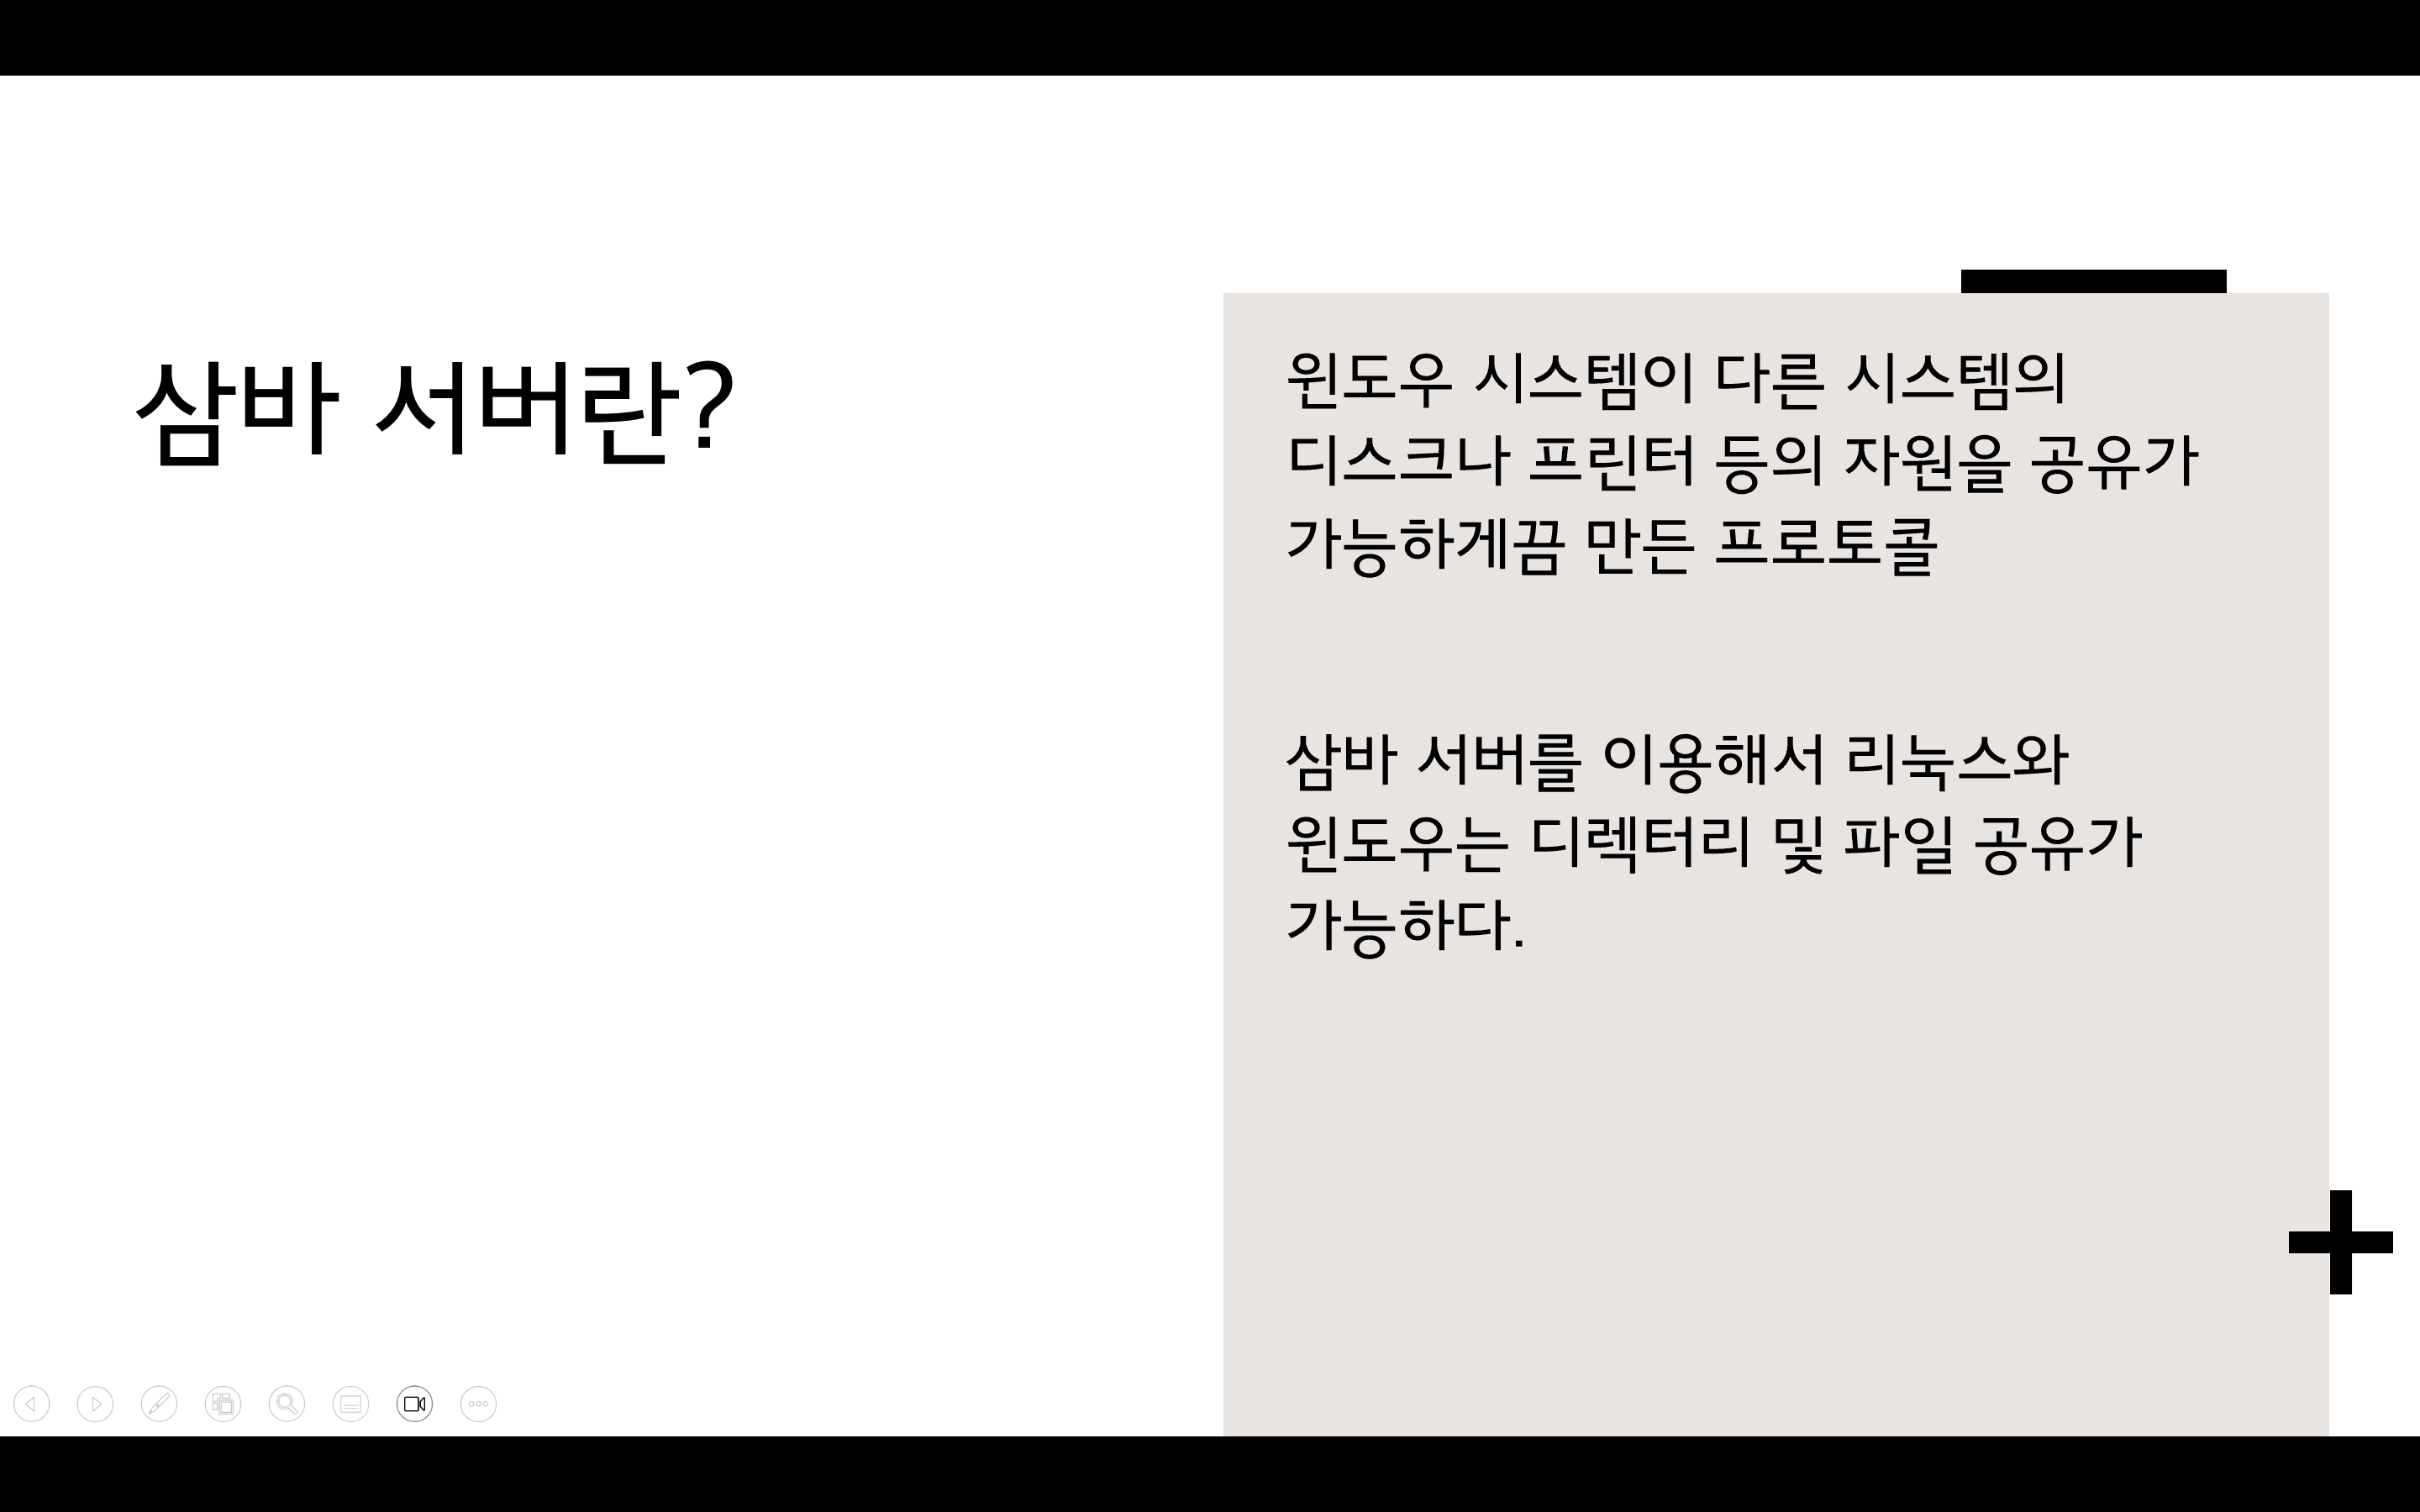 삼바 서버란?
윈도우 시스템이 다른 시스템의
디스크나 프린터 등의 자원을 공유가
가능하게끔 만든 프로토콜
삼바 서버를 이용해서 리눅스와
윈도우는 디렉터리 및 파일 공유가
가능하다.